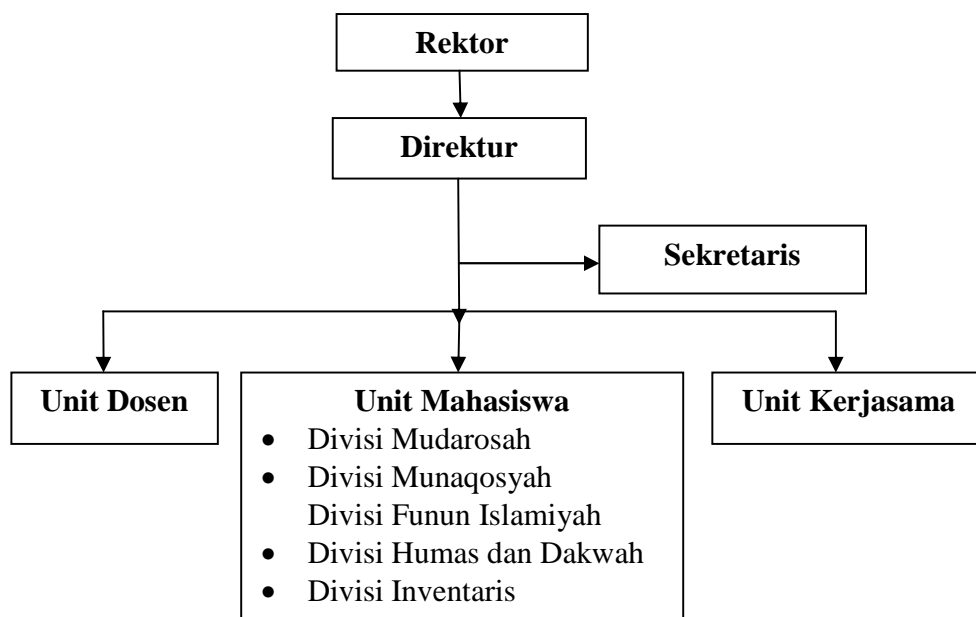 Rektor
Direktur
Sekretaris
Unit Dosen
Unit Mahasiswa
• Divisi Mudarosah
• Divisi Munaqosyah
Divisi Funun Islamiyah
• Divisi Humas dan Dakwah
• Divisi Inventaris
Unit Kerjasama